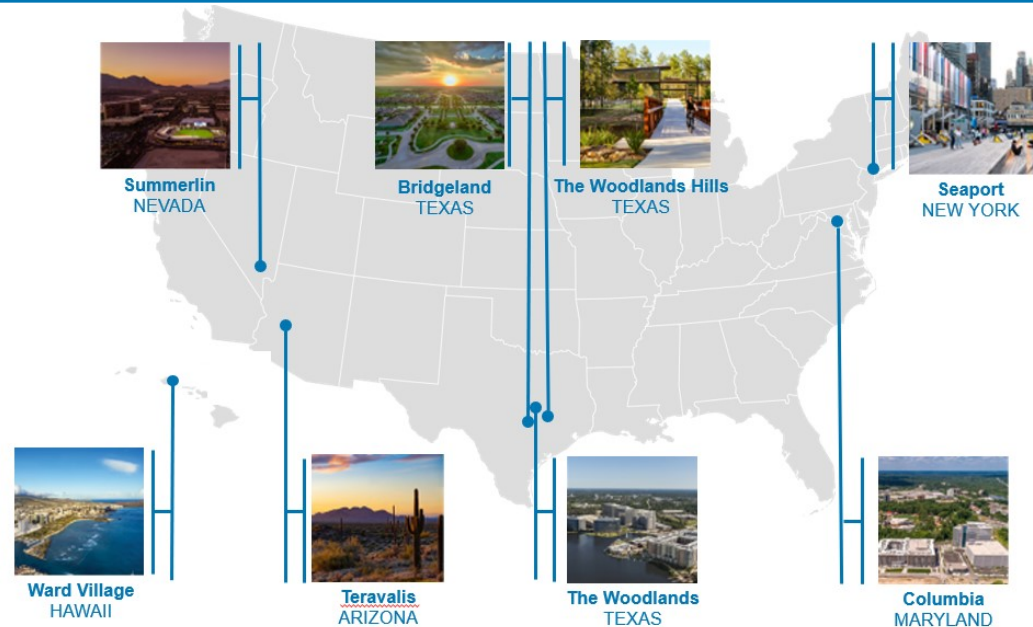 Summerlin
NEVADA
Bridgeland
TEXAS
The Woodlands Hills
TEXAS
Seaport
NEW YORK
Ward Village
HAWAII
Teravalis
ARIZONA
The Woodlands
TEXAS
Columbia
MARYLAND